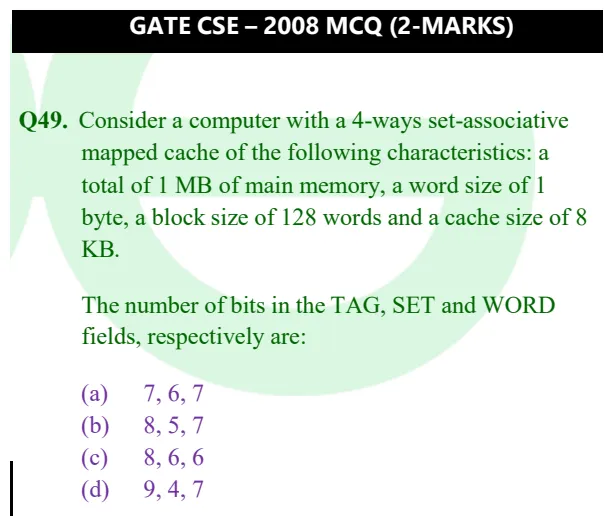 GATE CSE – 2008 MCQ (2-MARKS)
Q49. Consider a computer with a 4-ways set-associative
mapped cache of the following characteristics: a
total of 1 MB of main memory, a word size of 1
byte, a block size of 128 words and a cache size of 8
KB.
The number of bits in the TAG, SET and WORD
fields, respectively are:
(a) 7, 6, 7
(b) 8, 5, 7
(c) 8, 6, 6
(d) 9, 4, 7